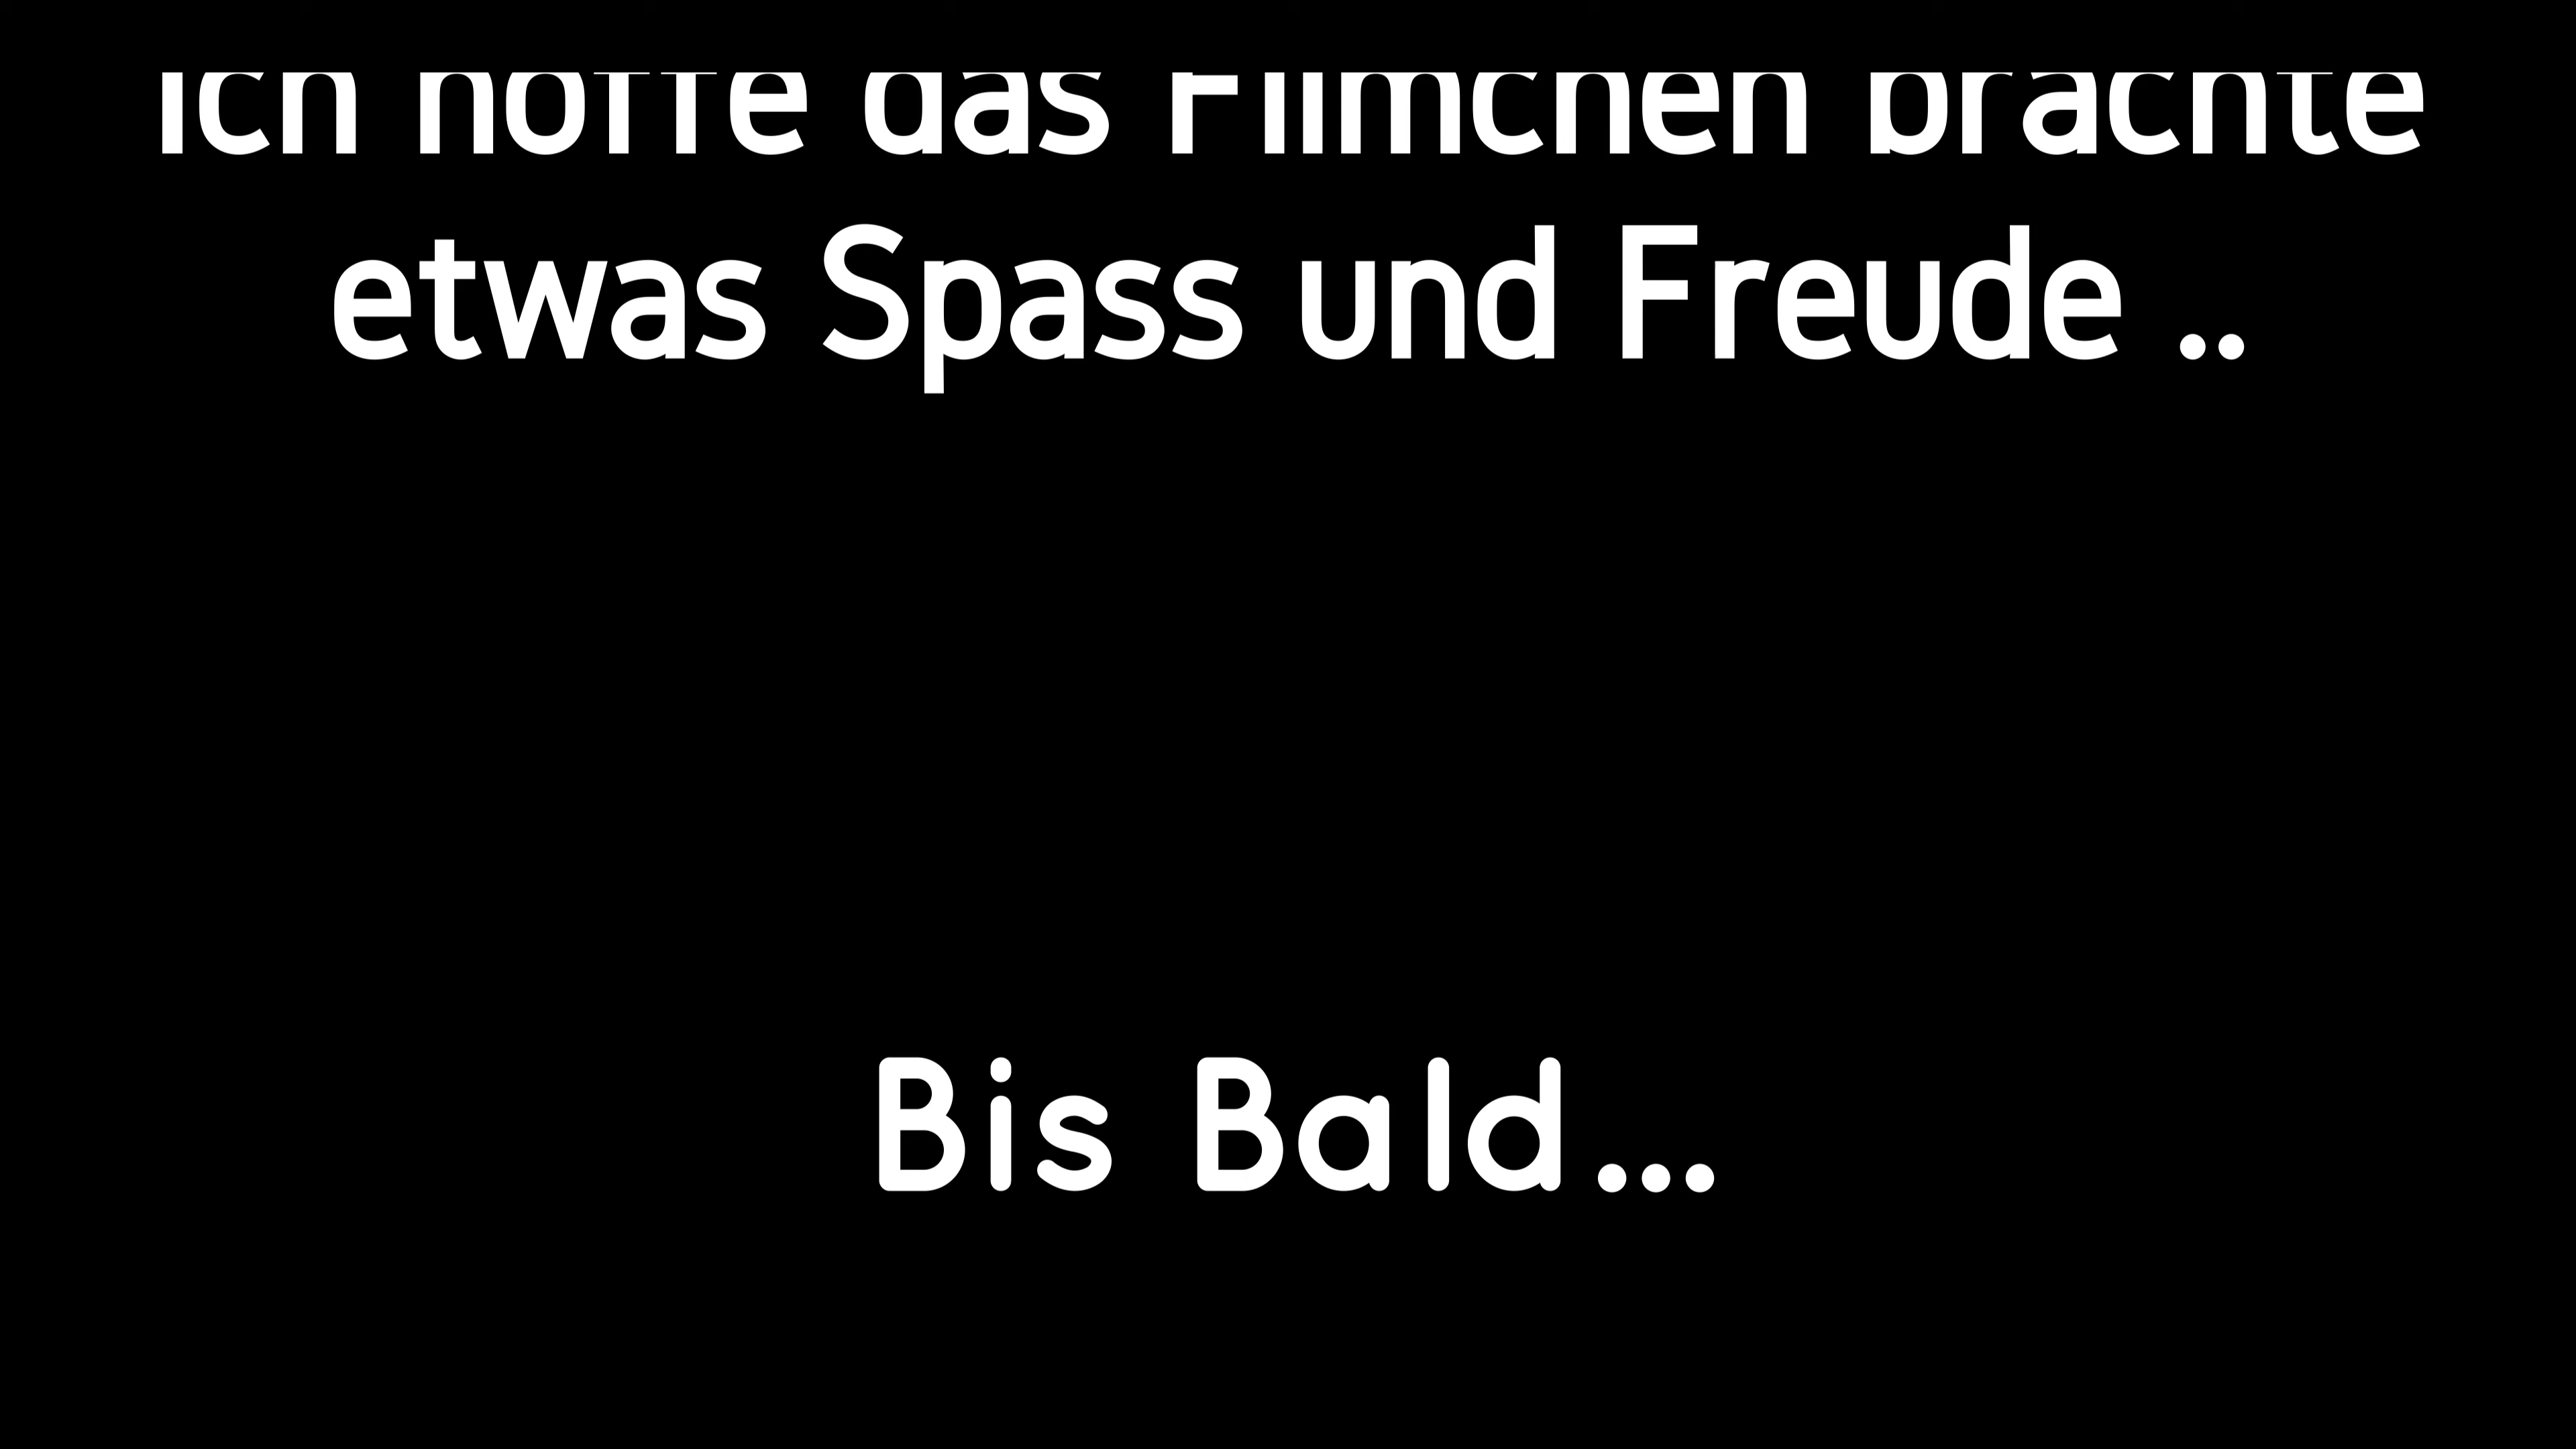 Ich hoffe das Filmchen brachte
etwas Spass und Freude ..
Bis Bald...